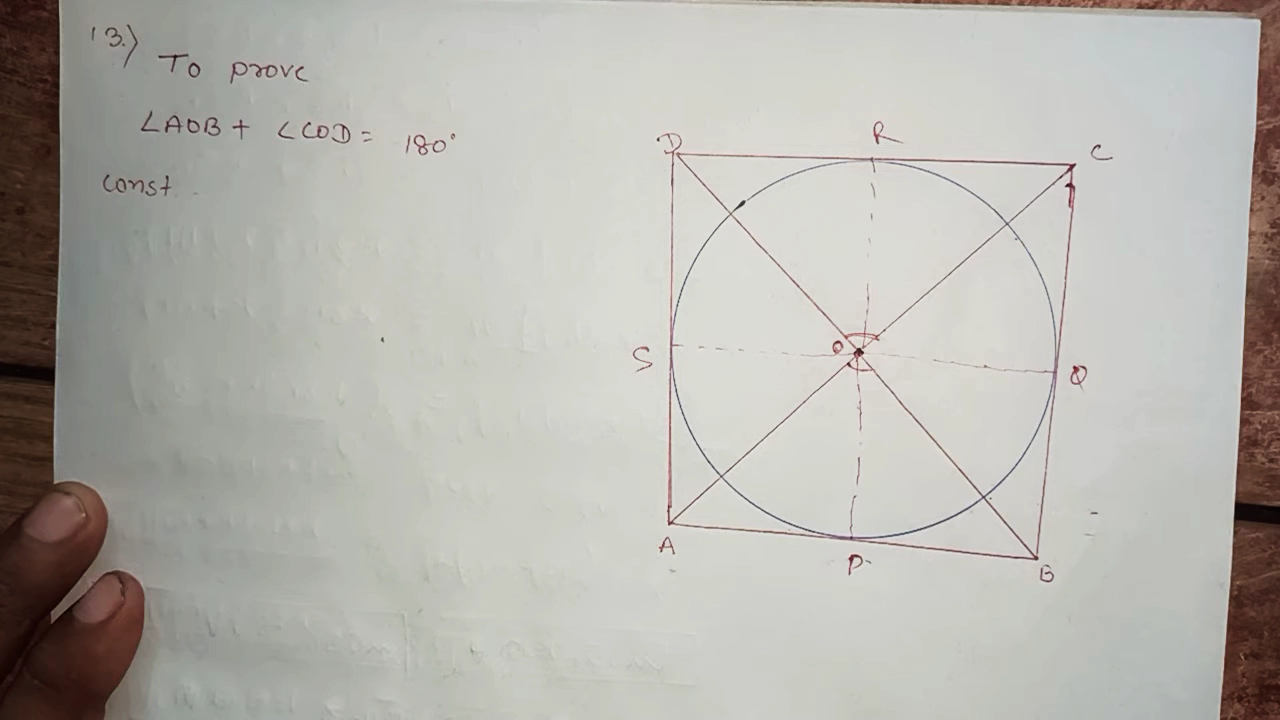 13.)
To prove
∠AOB + ∠COD = 180°
const.
D
R
C
S
O
Q
A
P
B